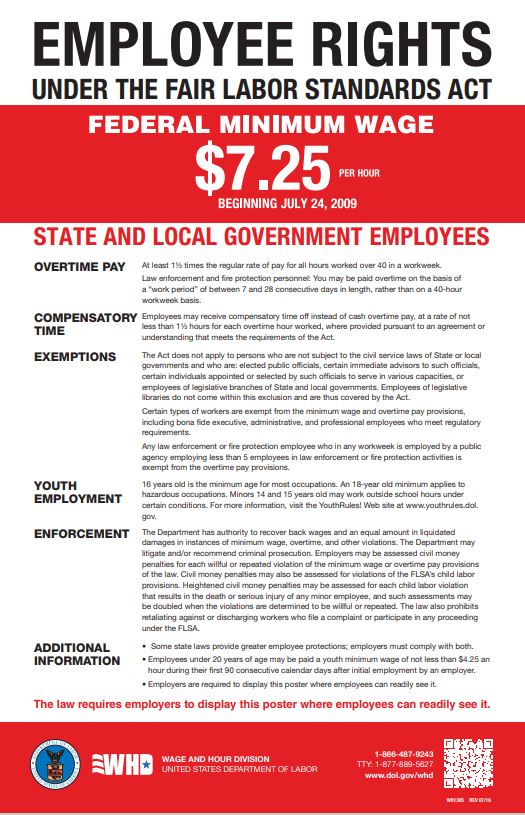 EMPLOYEE RIGHTS
UNDER THE FAIR LABOR STANDARDS ACT
FEDERAL MINIMUM WAGE
$7.25 PER HOUR
BEGINNING JULY 24, 2009
STATE AND LOCAL GOVERNMENT EMPLOYEES
OVERTIME PAY
At least 1½ times the regular rate of pay for all hours worked over 40 in a workweek.
Law enforcement and fire protection personnel: You may be paid overtime on the basis of
a "work period" of between 7 and 28 consecutive days in length, rather than on a 40-hour
workweek basis.
COMPENSATORY
TIME
Employees may receive compensatory time off instead of cash overtime pay, at a rate of not
less than 1½ hours for each overtime hour worked, where provided pursuant to an agreement or
understanding that meets the requirements of the Act.
EXEMPTIONS
The Act does not apply to persons who are not subject to the civil service laws of State or local
governments and who are: elected public officials, certain immediate advisors to such officials,
certain individuals appointed or selected by such officials to serve in various capacities, or
employees of legislative branches of State and local governments. Employees of legislative
libraries do not come within this exclusion and are thus covered by the Act.
Certain types of workers are exempt from the minimum wage and overtime pay provisions,
including bona fide executive, administrative, and professional employees who meet regulatory
requirements.
Any law enforcement or fire protection employee who in any workweek is employed by a public
agency employing less than 5 employees in law enforcement or fire protection activities is
exempt from the overtime pay provisions.
YOUTH
EMPLOYMENT
16 years old is the minimum age for most occupations. An 18-year old minimum applies to
hazardous occupations. Minors 14 and 15 years old may work outside school hours under
certain conditions. For more information, visit the YouthRules! Web site at www.youthrules.dol.
gov.
ENFORCEMENT
The Department has authority to recover back wages and an equal amount in liquidated
damages in instances of minimum wage, overtime, and other violations. The Department may
litigate and/or recommend criminal prosecution. Employers may be assessed civil money
penalties for each willful or repeated violation of the minimum wage or overtime pay provisions
of the law. Civil money penalties may also be assessed for violations of the FLSA's child labor
provisions. Heightened civil money penalties may be assessed for each child labor violation
that results in the death or serious injury of any minor employee, and such assessments may
be doubled when the violations are determined to be willful or repeated. The law also prohibits
retaliating against or discharging workers who file a complaint or participate in any proceeding
under the FLSA.
ADDITIONAL
INFORMATION
• Some state laws provide greater employee protections; employers must comply with both.
• Employees under 20 years of age may be paid a youth minimum wage of not less than $4.25 an
hour during their first 90 consecutive calendar days after initial employment by an employer.
• Employers are required to display this poster where employees can readily see it.
The law requires employers to display this poster where employees can readily see it.
WHD
WAGE AND HOUR DIVISION
UNITED STATES DEPARTMENT OF LABOR
1-866-487-9243
TTY: 1-877-889-5627
www.dol.gov/whd
WH1385 REV 07/16